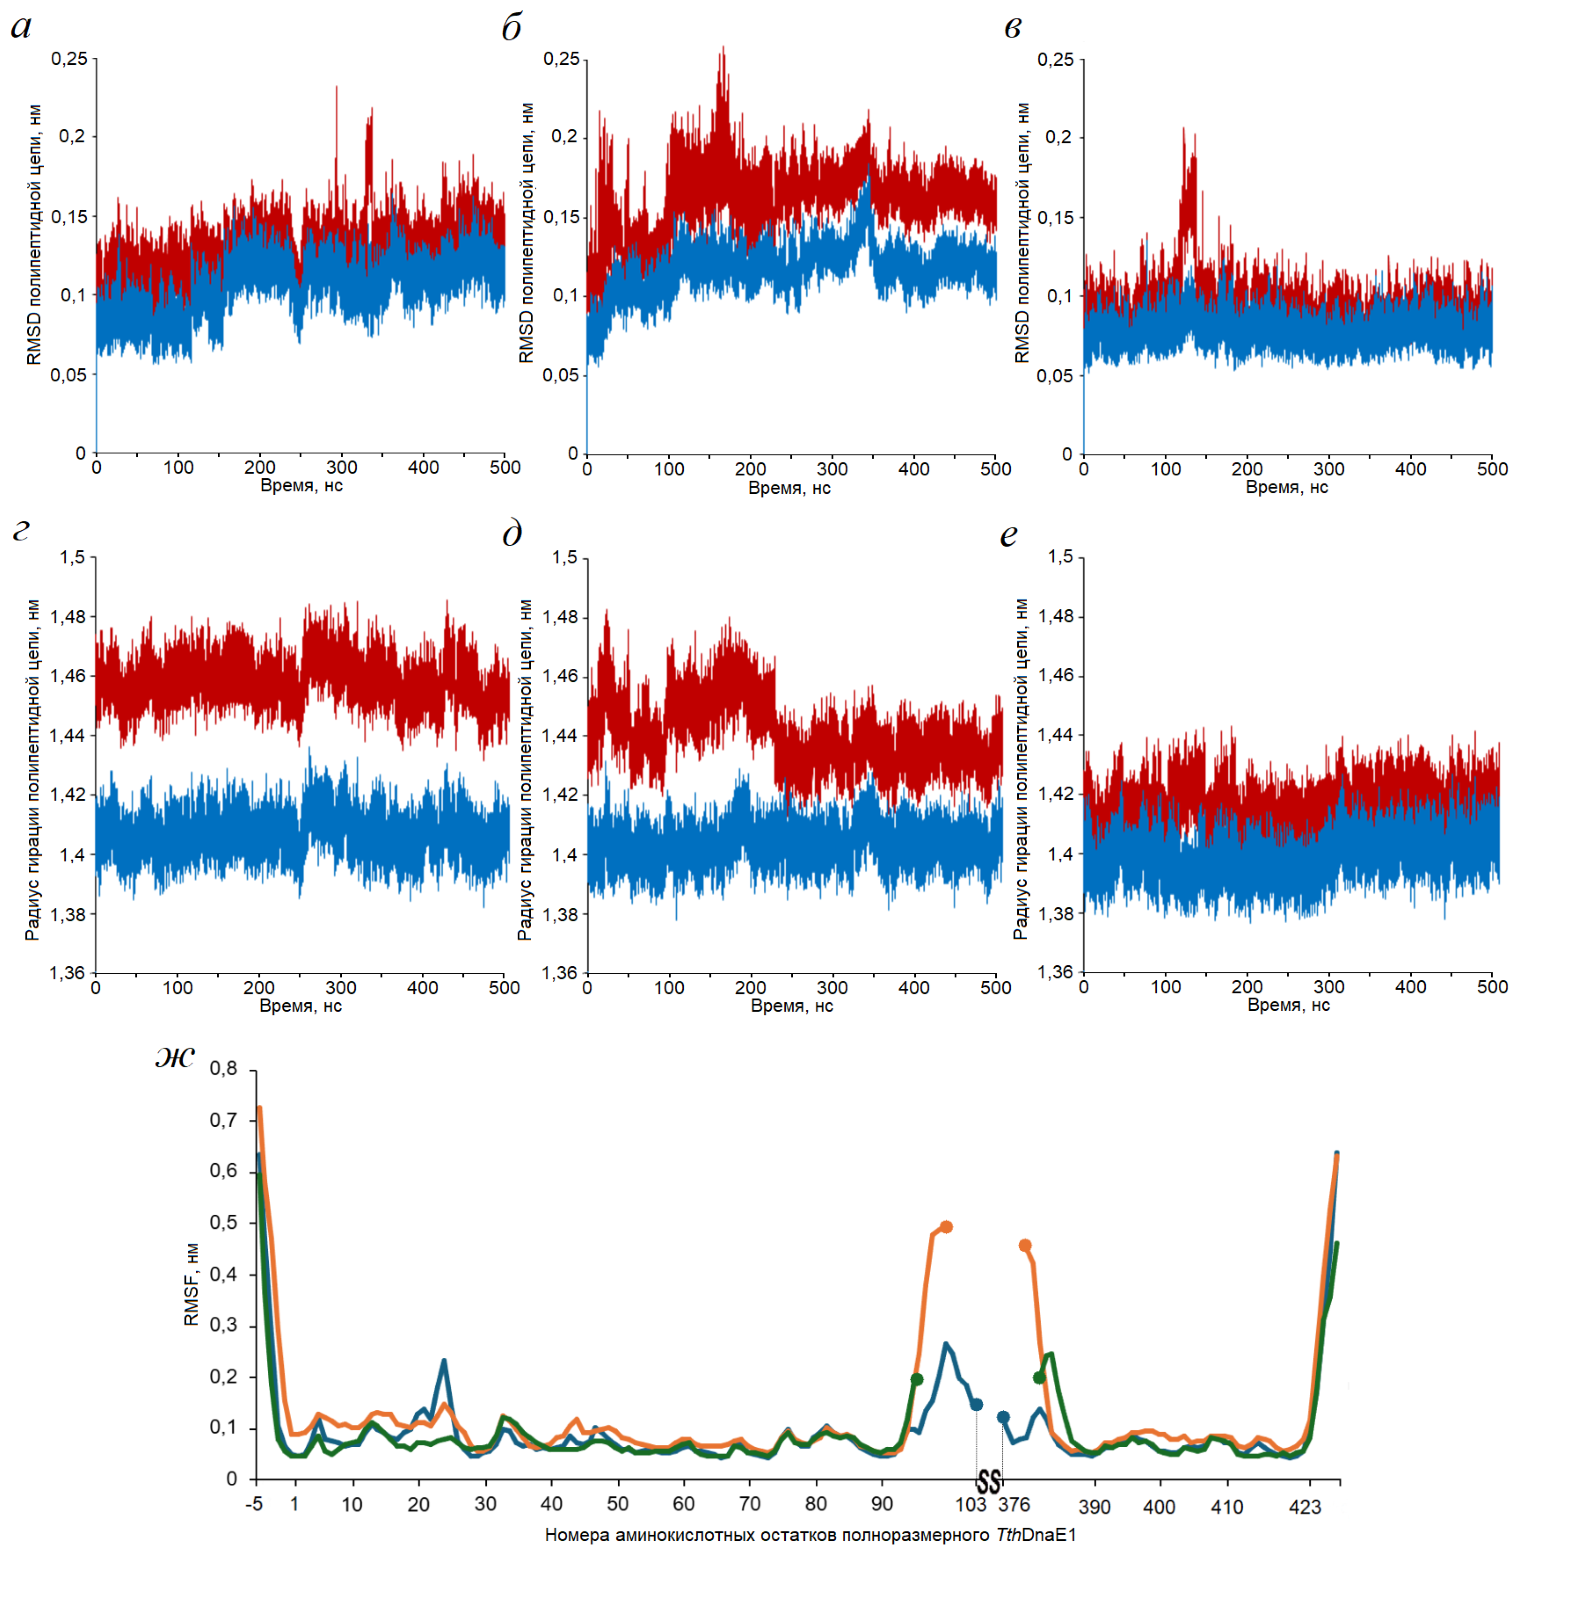 а
б
в
0,25
0,2
0,15
0,1
0,05
0
RMSD полипептидной цепи, нм
0 100 200 300 400 500
Время, нс
0,25
0,2
0,15
0,1
0,05
0
RMSD полипептидной цепи, нм
0 100 200 300 400 500
Время, нс
0,25
0,2
0,15
0,1
0,05
0
RMSD полипептидной цепи, нм
0 100 200 300 400 500
Время, нс
г
д
е
1,5
1,48
1,46
1,44
1,42
1,4
1,38
1,36
Радиус гирации полипептидной цепи, нм
0 100 200 300 400 500
Время, нс
1,5
1,48
1,46
1,44
1,42
1,4
1,38
1,36
Радиус гирации полипептидной цепи, нм
0 100 200 300 400 500
Время, нс
1,5
1,48
1,46
1,44
1,42
1,4
1,38
1,36
Радиус гирации полипептидной цепи, нм
0 100 200 300 400 500
Время, нс
ж
0,8
0,7
0,6
0,5
0,4
0,3
0,2
0,1
0
RMSF, нм
SS
-5 1 10 20 30 40 50 60 70 80 90 103 376 390 400 410 423
Номера аминокислотных остатков полноразмерного TthDnaE1